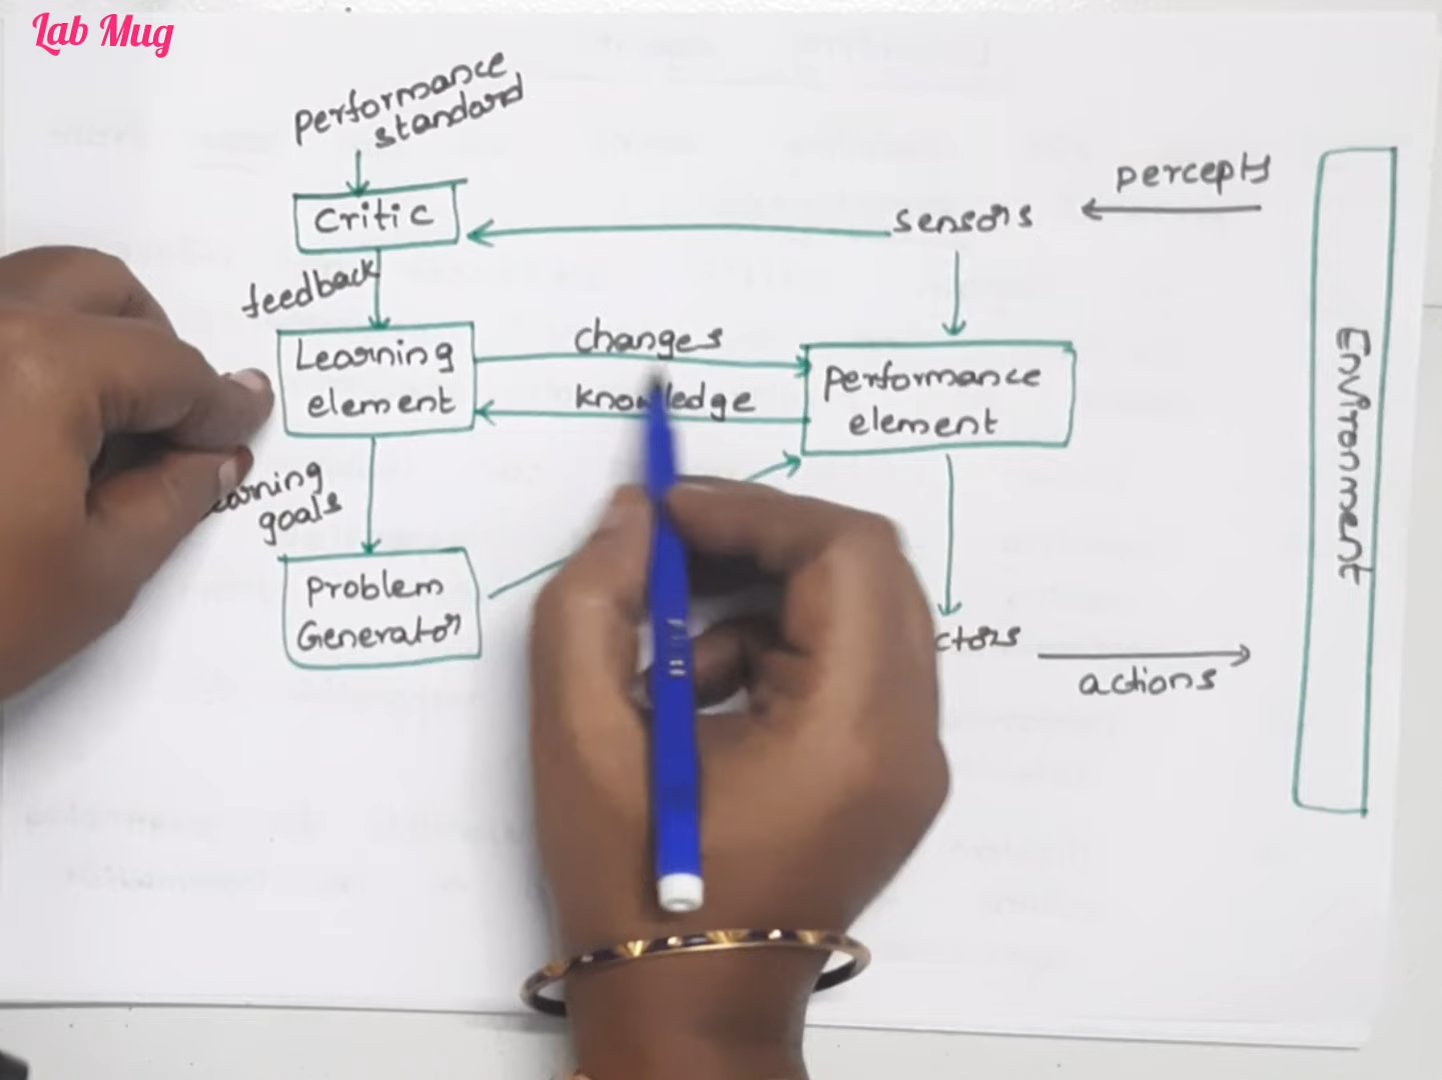 Lab Mug
performance
standard
percepts
critic
sensors
feedback
changes
Learning
element
knowledge
performance
element
Environment
goals
problem
Generator
actions